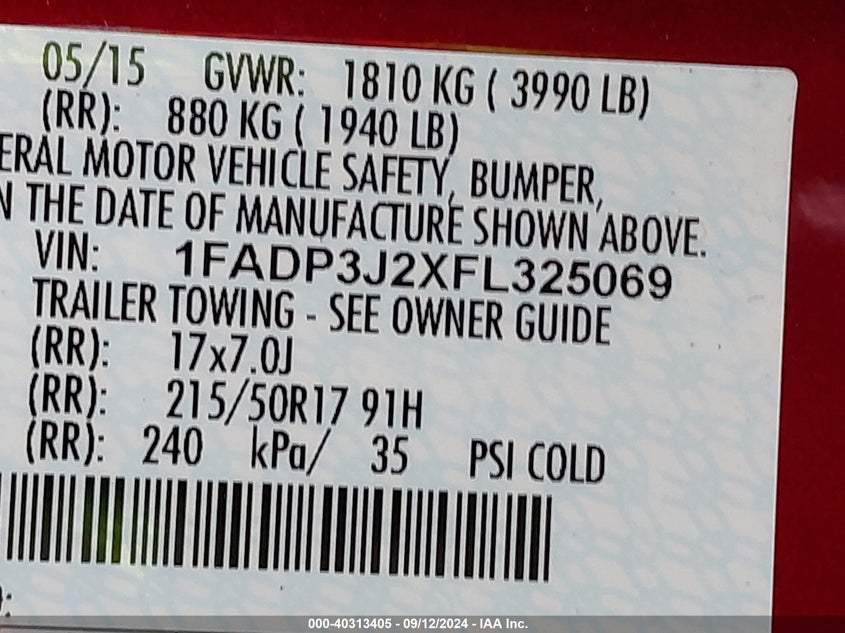 05/15 GVWR: 1810 KG ( 3990 LB)
(RR): 880 KG ( 1940 LB)
ERAL MOTOR VEHICLE SAFETY, BUMPER,
N THE DATE OF MANUFACTURE SHOWN ABOVE.
VIN: 1FADP3J2XFL325069
TRAILER TOWING - SEE OWNER GUIDE
(RR): 17x7.0J
(RR): 215/50R17 91H
(RR): 240 kPa/ 35 PSI COLD
000-40313405 - 09/12/2024 - IAA Inc.